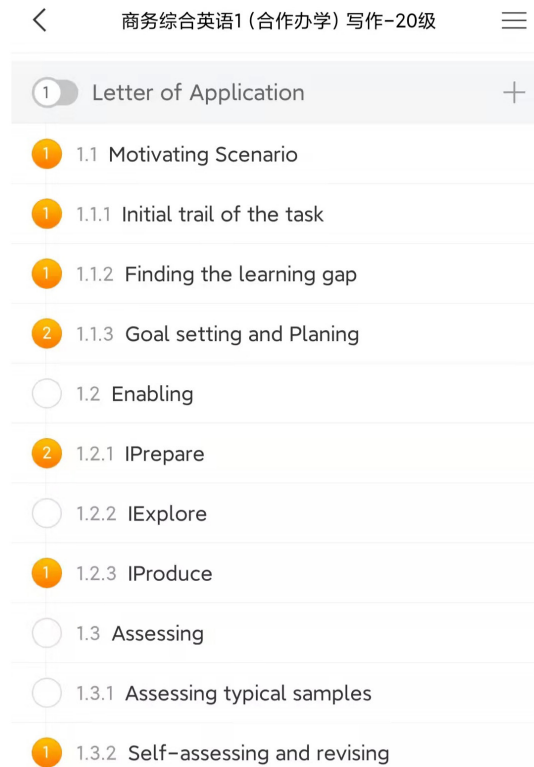 商务综合英语1（合作办学）写作-20级
1 Letter of Application
1 1.1 Motivating Scenario
1 1.1.1 Initial trail of the task
1 1.1.2 Finding the learning gap
2 1.1.3 Goal setting and Planing
1.2 Enabling
2 1.2.1 IPrepare
1.2.2 IExplore
1 1.2.3 IProduce
1.3 Assessing
1.3.1 Assessing typical samples
1 1.3.2 Self-assessing and revising